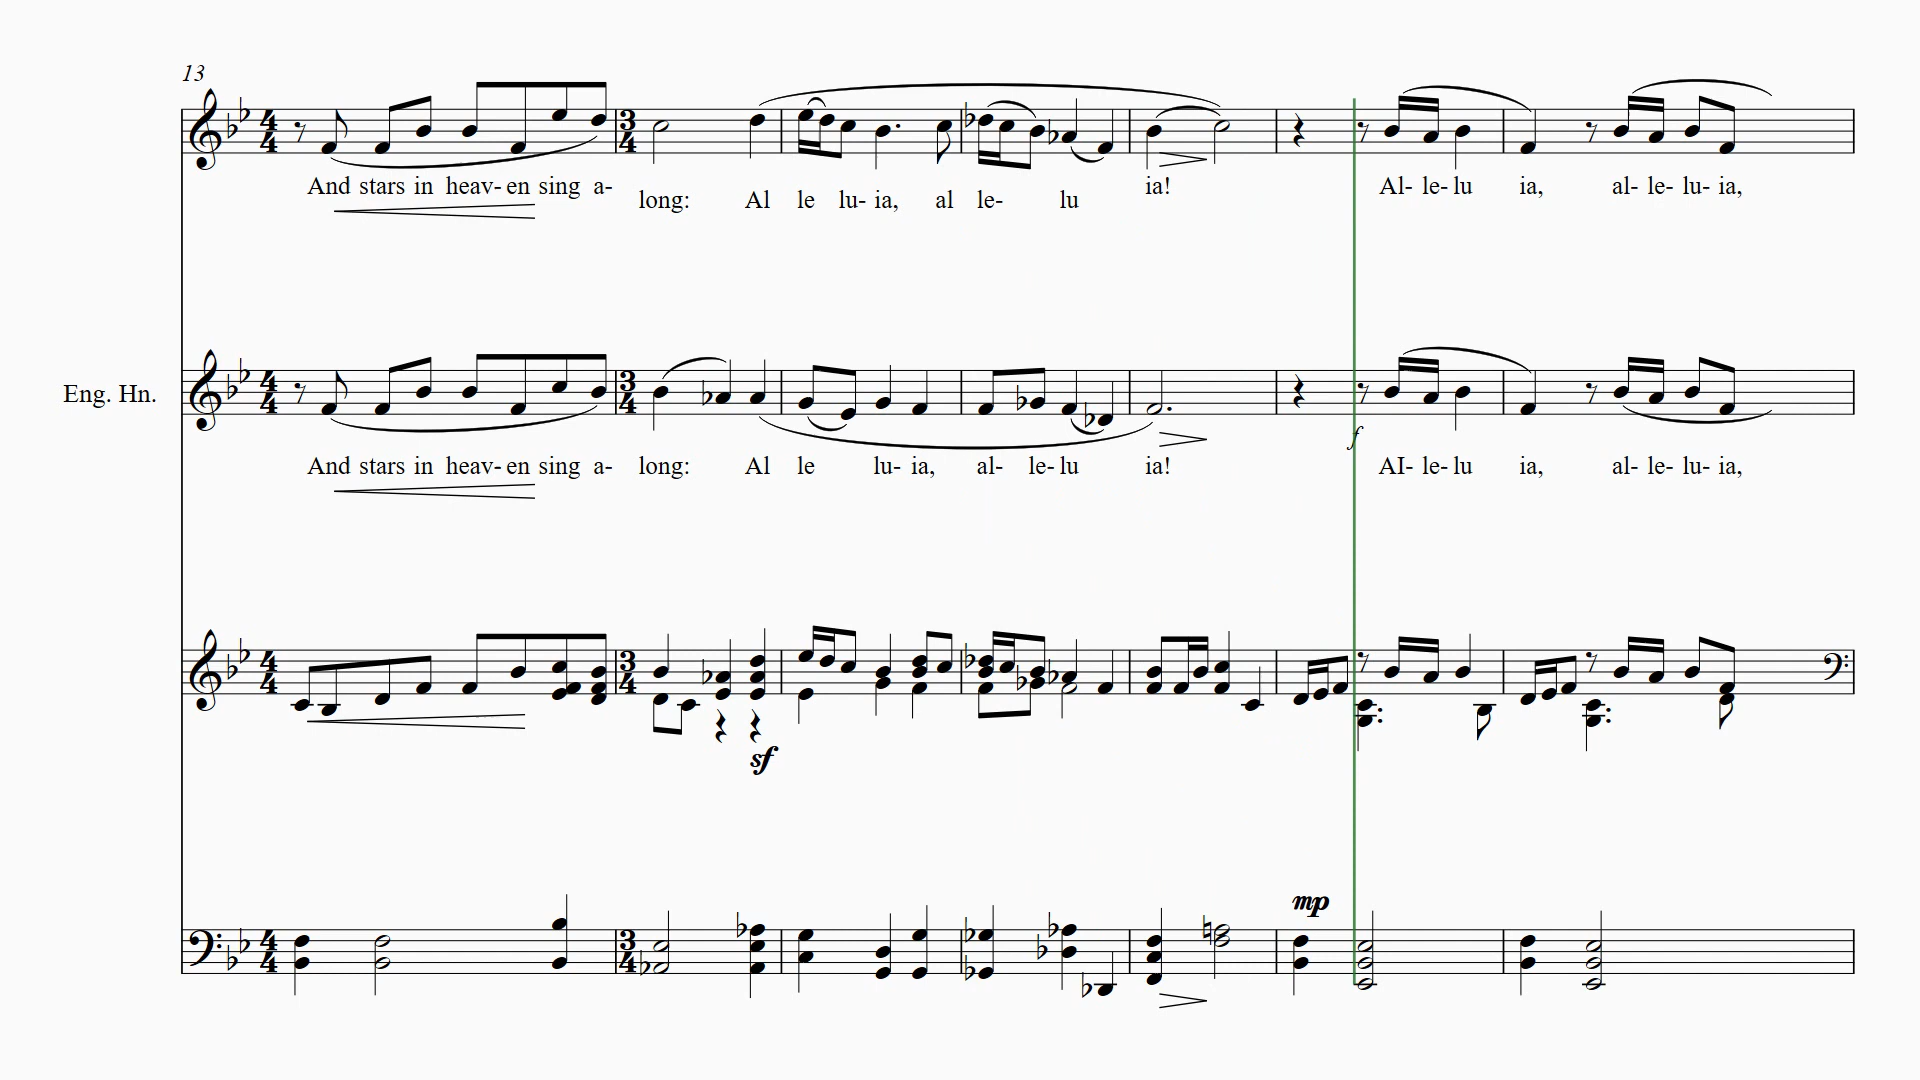 13
And stars in heav- en sing a- long: Al le lu- ia, al le- lu ia! Al- le- lu ia, al- le- lu- ia,
Eng. Hn.
f
And stars in heav- en sing a- long: Al le lu- ia, al- le- lu ia! AI- le- lu ia, al- le- lu- ia,
sf
mp